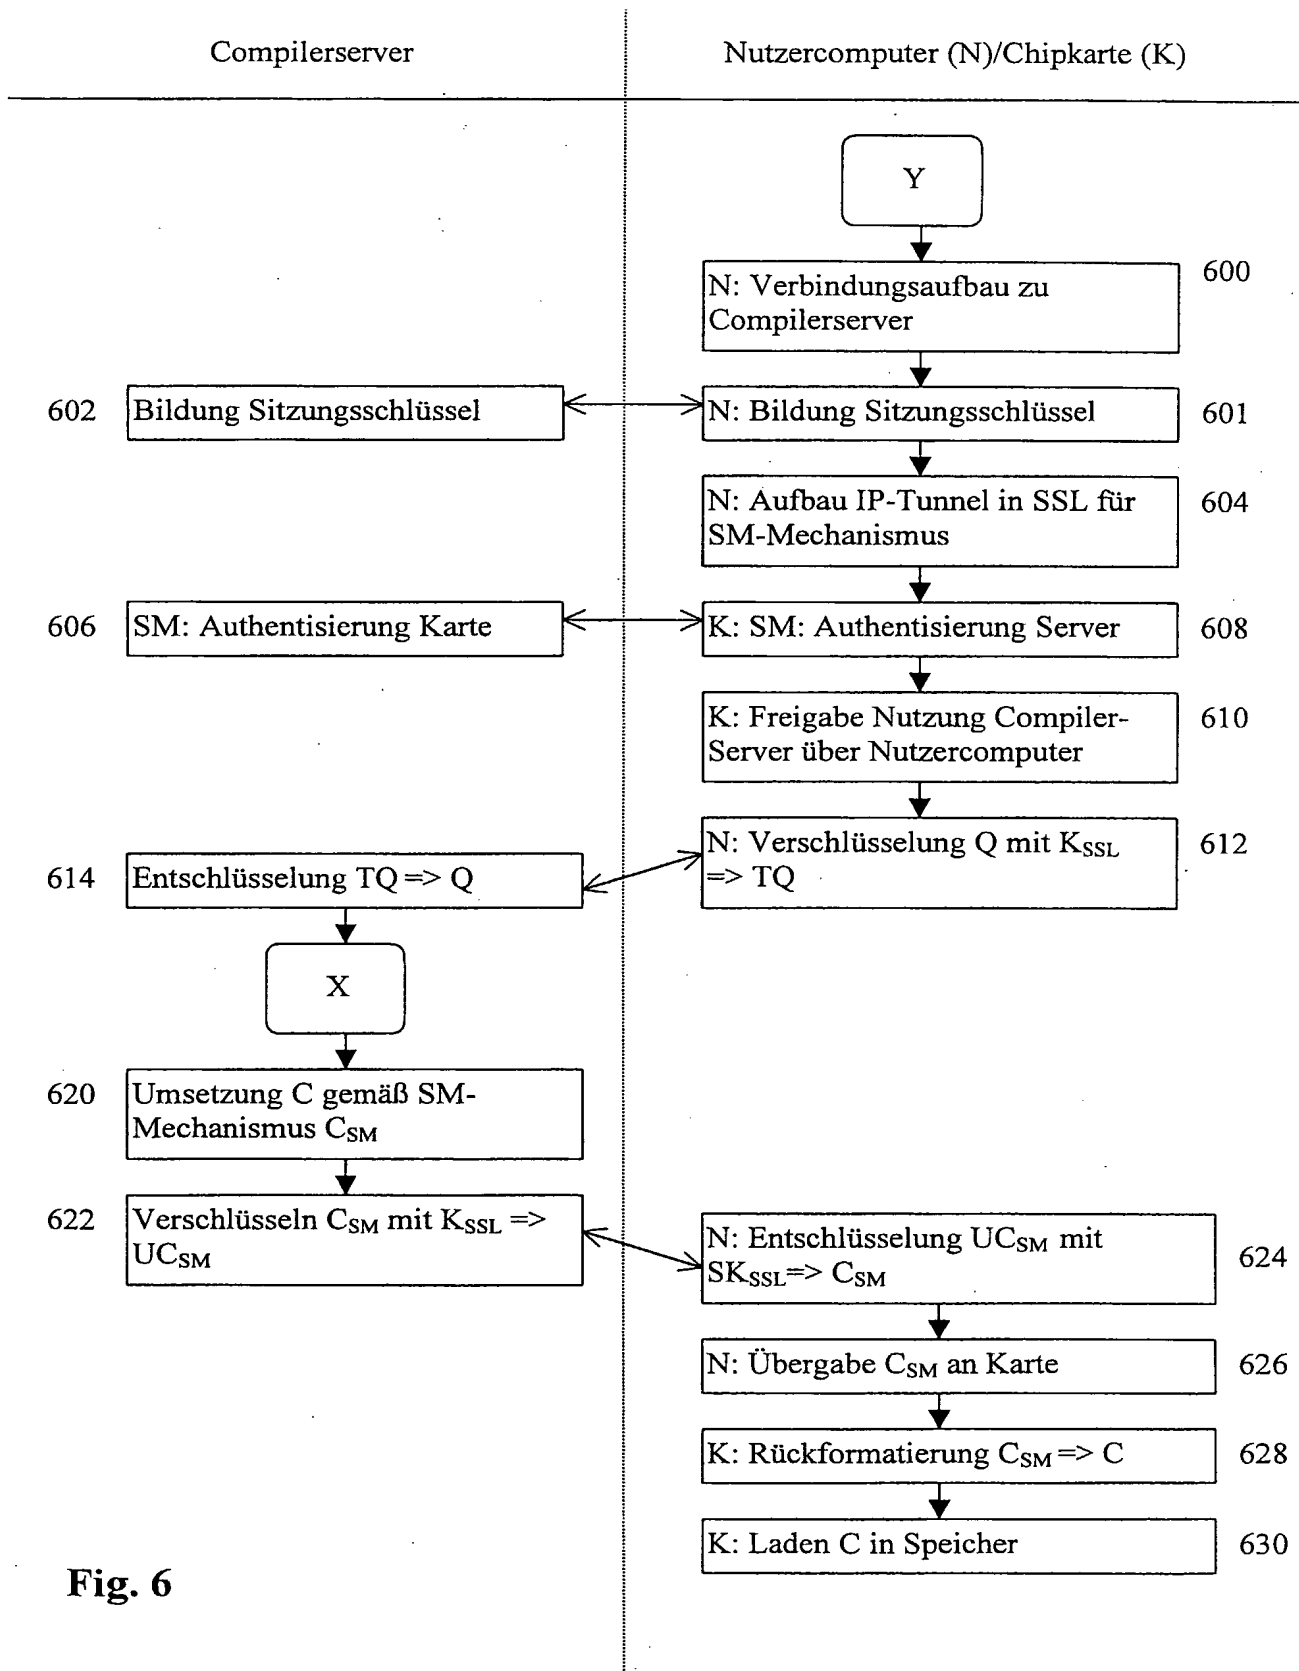 Compilerserver
Nutzercomputer (N)/Chipkarte (K)
Y
N: Verbindungsaufbau zu
Compilerserver
600
602
Bildung Sitzungsschlüssel
N: Bildung Sitzungsschlüssel
601
N: Aufbau IP-Tunnel in SSL für
SM-Mechanismus
604
606
SM: Authentisierung Karte
K: SM: Authentisierung Server
608
K: Freigabe Nutzung Compiler-
Server über Nutzercomputer
610
N: Verschlüsselung Q mit KSSL
=> TQ
612
614
Entschlüsselung TQ => Q
X
620
Umsetzung C gemäß SM-
Mechanismus CSM
622
Verschlüsseln CSM mit KSSL =>
UCSM
N: Entschlüsselung UCSM mit
SKSSL=> CSM
624
N: Übergabe CSM an Karte
626
K: Rückformatierung CSM => C
628
K: Laden C in Speicher
630
Fig. 6